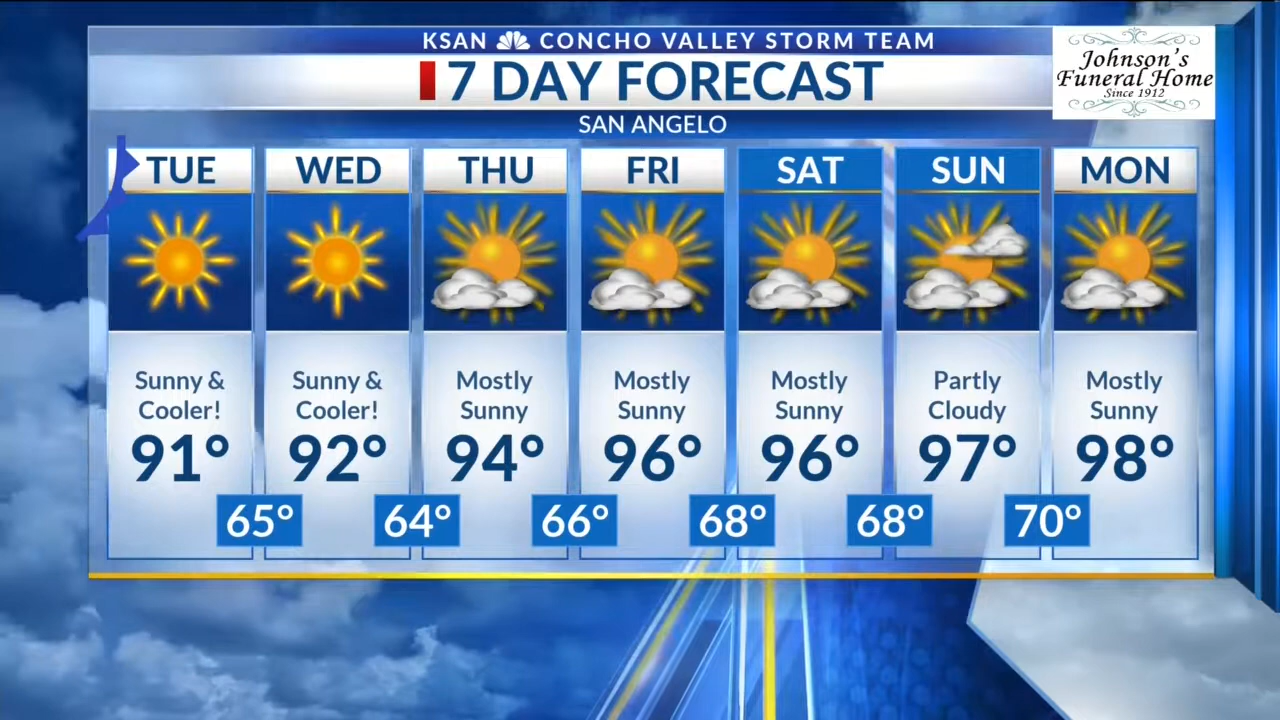 KSAN CONCHO VALLEY STORM TEAM
7 DAY FORECAST
SAN ANGELO
Johnson's
Funeral Home
Since 1912
TUE WED THU FRI SAT SUN MON
Sunny & Sunny & Mostly Mostly Mostly Partly Mostly
Cooler! Cooler! Sunny Sunny Sunny Cloudy Sunny
91° 92° 94° 96° 96° 97° 98°
65° 64° 66° 68° 68° 70°